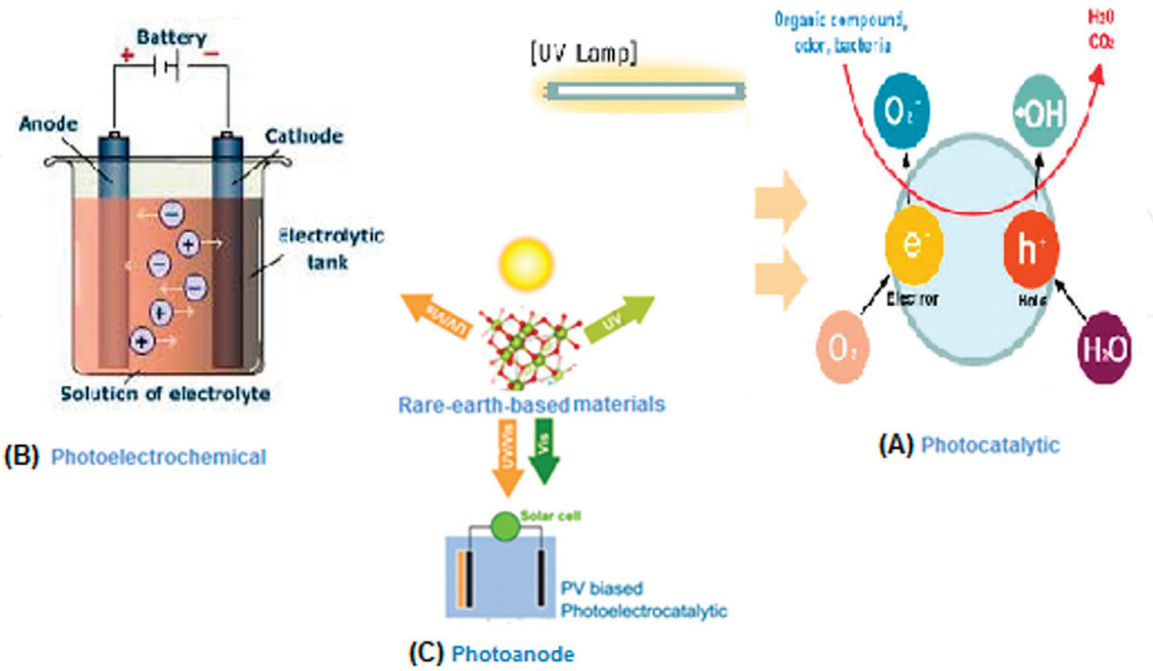 Battery
+ −
Anode
Cathode
−
+
−
−
+
+
Electrolytic
tank
Solution of electrolyte
(B) Photoelectrochemical
[UV Lamp]
UV/Vis
UV
Rare-earth-based materials
UV/Vis
Vis
Solar cell
PV biased
Photoelectrocatalytic
(C) Photoanode
Organic compound,
odor, bacteria
H₂O
CO₂
O₂⁻
•OH
e⁻
h⁺
Electron
Hole
O₂
H₂O
(A) Photocatalytic